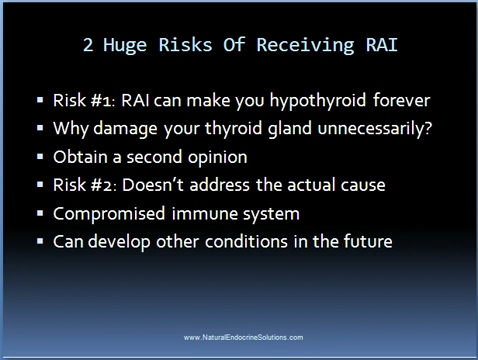 2 Huge Risks Of Receiving RAI
▪ Risk #1: RAI can make you hypothyroid forever
▪ Why damage your thyroid gland unnecessarily?
▪ Obtain a second opinion
▪ Risk #2: Doesn't address the actual cause
▪ Compromised immune system
▪ Can develop other conditions in the future
www.NaturalEndocrineSolutions.com